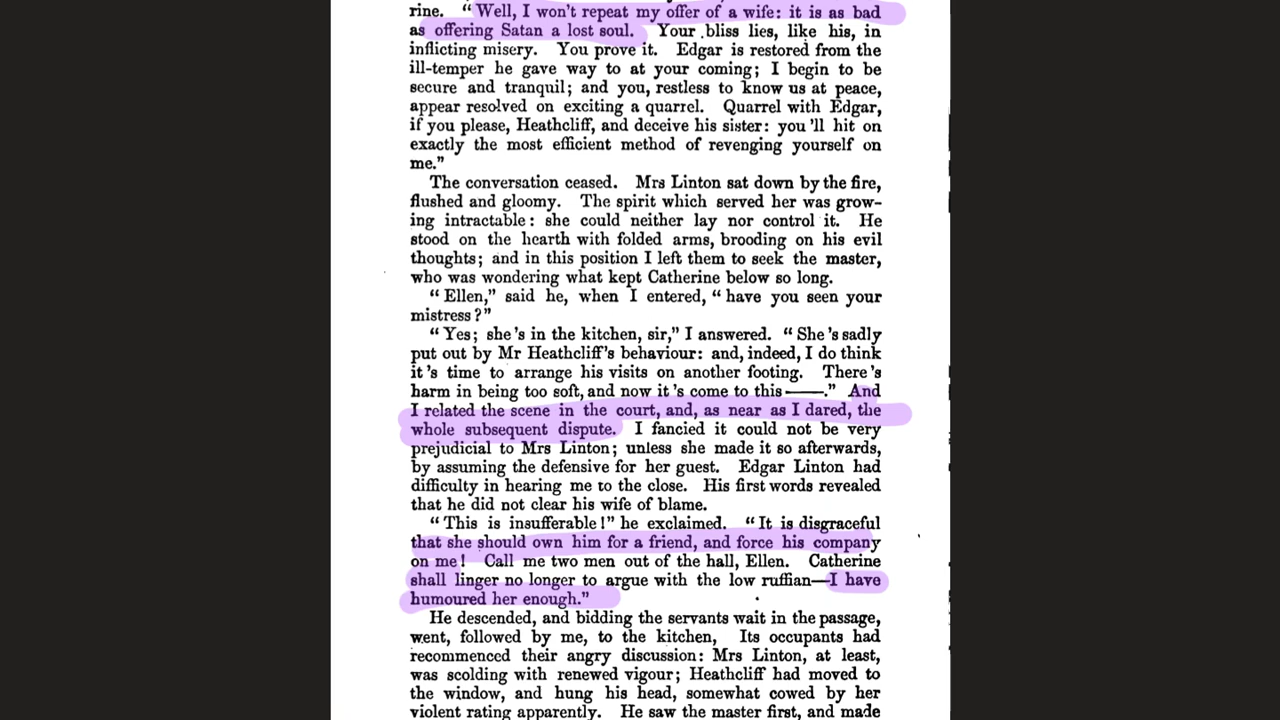 rine. “Well, I won't repeat my offer of a wife: it is as bad
as offering Satan a lost soul. Your bliss lies, like his, in
inflicting misery. You prove it. Edgar is restored from the
ill-temper he gave way to at your coming; I begin to be
secure and tranquil; and you, restless to know us at peace,
appear resolved on exciting a quarrel. Quarrel with Edgar,
if you please, Heathcliff, and deceive his sister: you'll hit on
exactly the most efficient method of revenging yourself on
me.”
The conversation ceased. Mrs Linton sat down by the fire,
flushed and gloomy. The spirit which served her was grow-
ing intractable: she could neither lay nor control it. He
stood on the hearth with folded arms, brooding on his evil
thoughts; and in this position I left them to seek the master,
who was wondering what kept Catherine below so long.
“Ellen,” said he, when I entered, “have you seen your
mistress?”
“Yes; she's in the kitchen, sir,” I answered. “She's sadly
put out by Mr Heathcliff's behaviour: and, indeed, I do think
it's time to arrange his visits on another footing. There's
harm in being too soft, and now it's come to this——.” And
I related the scene in the court, and, as near as I dared, the
whole subsequent dispute. I fancied it could not be very
prejudicial to Mrs Linton; unless she made it so afterwards,
by assuming the defensive for her guest. Edgar Linton had
difficulty in hearing me to the close. His first words revealed
that he did not clear his wife of blame.
“This is insufferable!” he exclaimed. “It is disgraceful
that she should own him for a friend, and force his company
on me! Call me two men out of the hall, Ellen. Catherine
shall linger no longer to argue with the low ruffian—I have
humoured her enough.”
He descended, and bidding the servants wait in the passage,
went, followed by me, to the kitchen, Its occupants had
recommenced their angry discussion: Mrs Linton, at least,
was scolding with renewed vigour; Heathcliff had moved to
the window, and hung his head, somewhat cowed by her
violent rating apparently. He saw the master first, and made